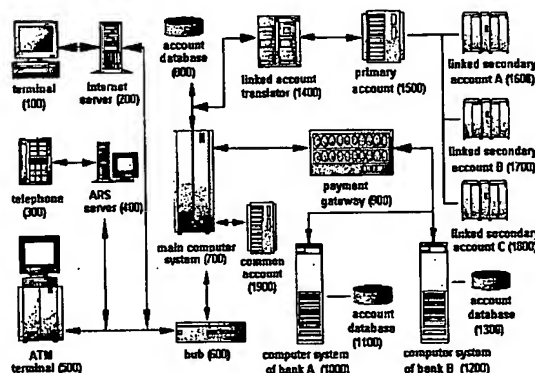 terminal
(100)
internet
server (200)
account
database
(800)
linked account
translator (1400)
primary
account (1500)
linked secondary
account A (1600)
telephone
(300)
ARS
server (400)
main computer
system (700)
common
account
(1900)
payment
gateway (900)
linked secondary
account B (1700)
linked secondary
account C (1800)
ATM
terminal (500)
hub (600)
computer system
of bank A (1000)
account
database
(1100)
computer system
of bank B (1200)
account
database
(1300)